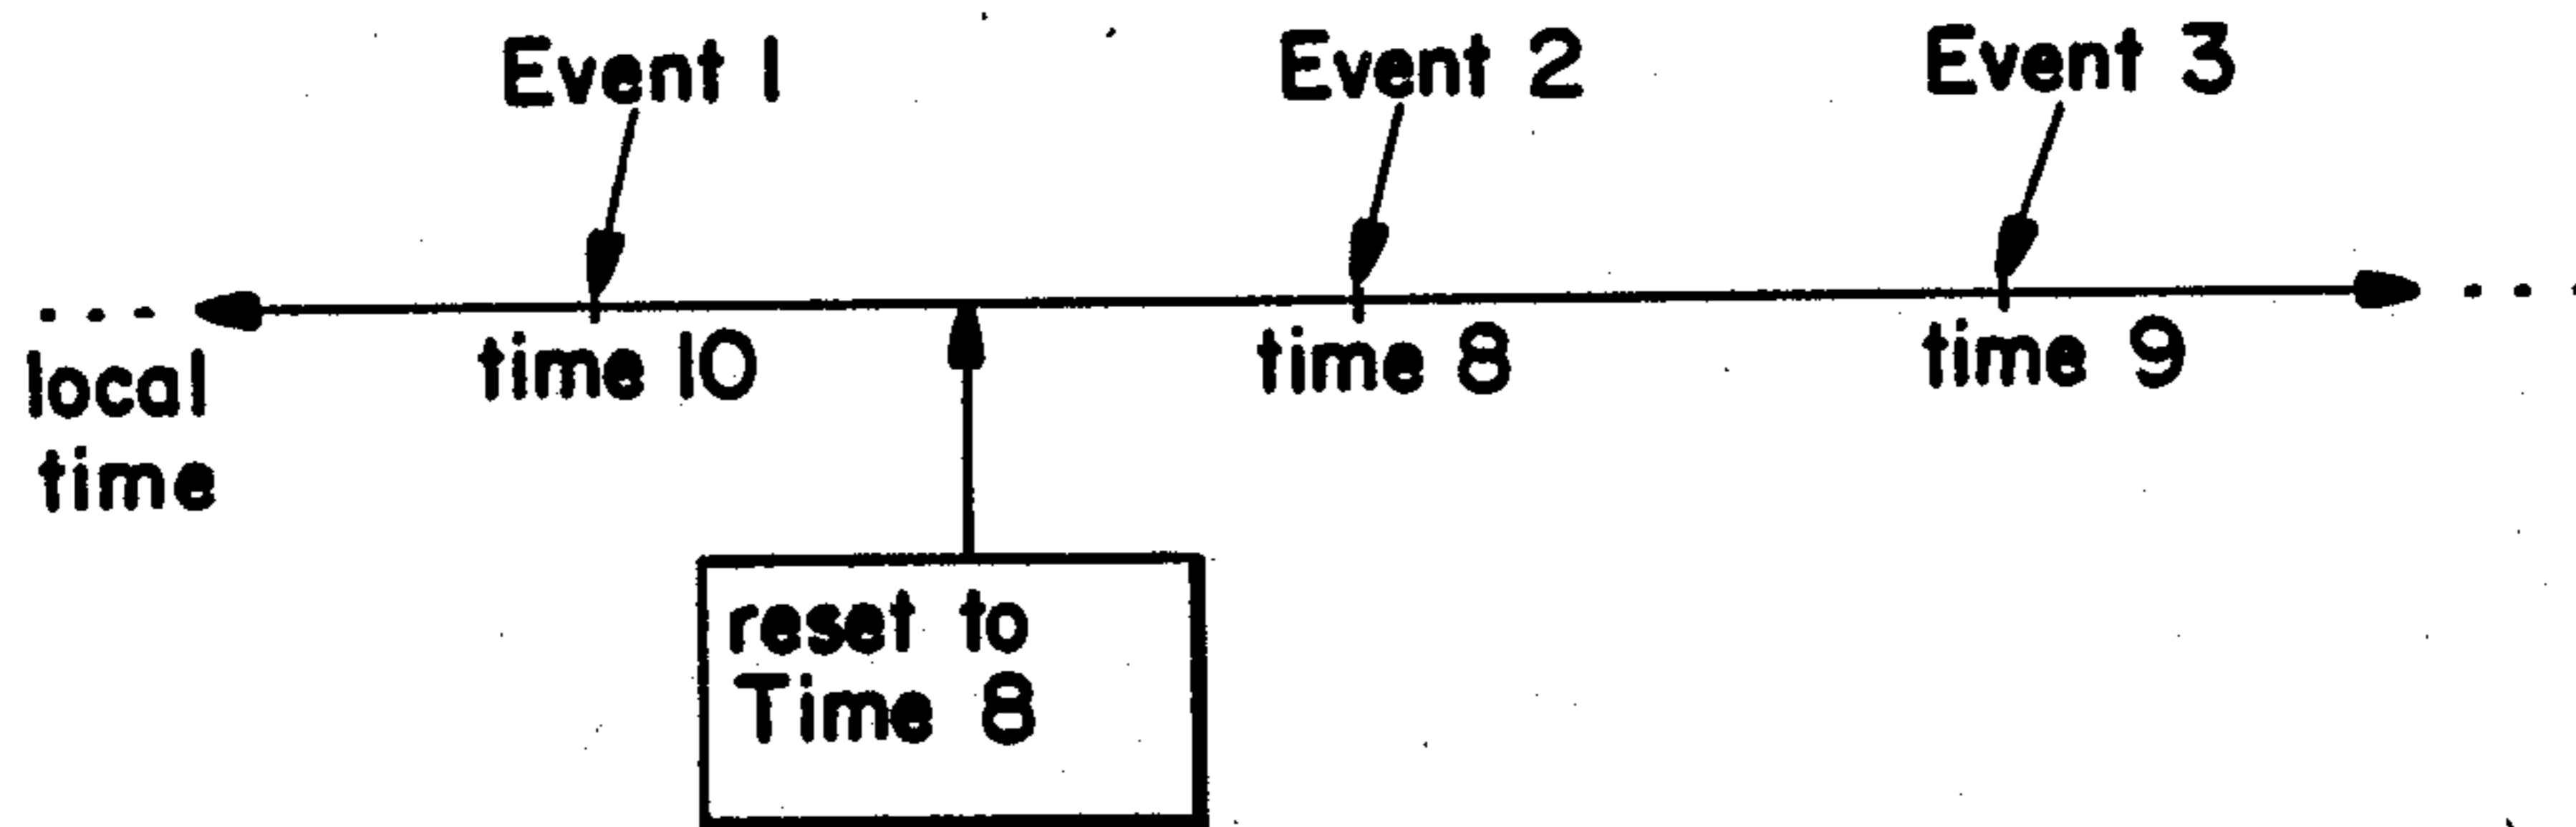 Event 1
Event 2
Event 3
. . .
. . .
local
time
time 10
time 8
time 9
reset to
Time 8